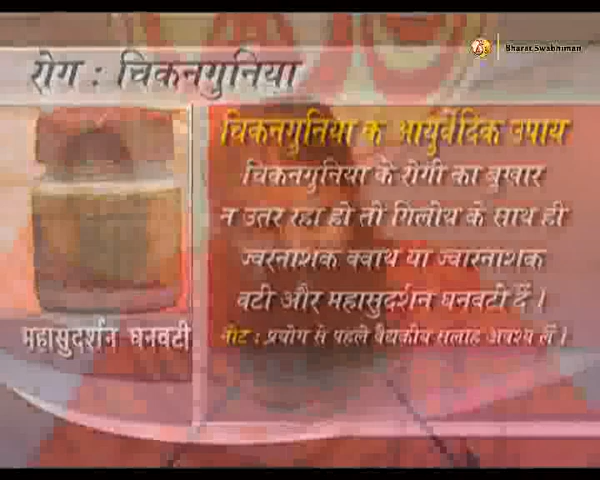 Bharat Swabhiman
रोग : चिकनगुनिया
चिकनगुनिया क आयुर्वेदिक उपाय
चिकनगुनिया के रोगी का बुखार
न उतर रहा हो तो गिलोय के साथ ही
ज्वरनाशक क्वाथ या ज्वारनाशक
वटी और महासुदर्शन घनवटी दें ।
नोट : प्रयोग से पहले वैद्यकीय सलाह अवश्य लें ।
महासुदर्शन घनवटी